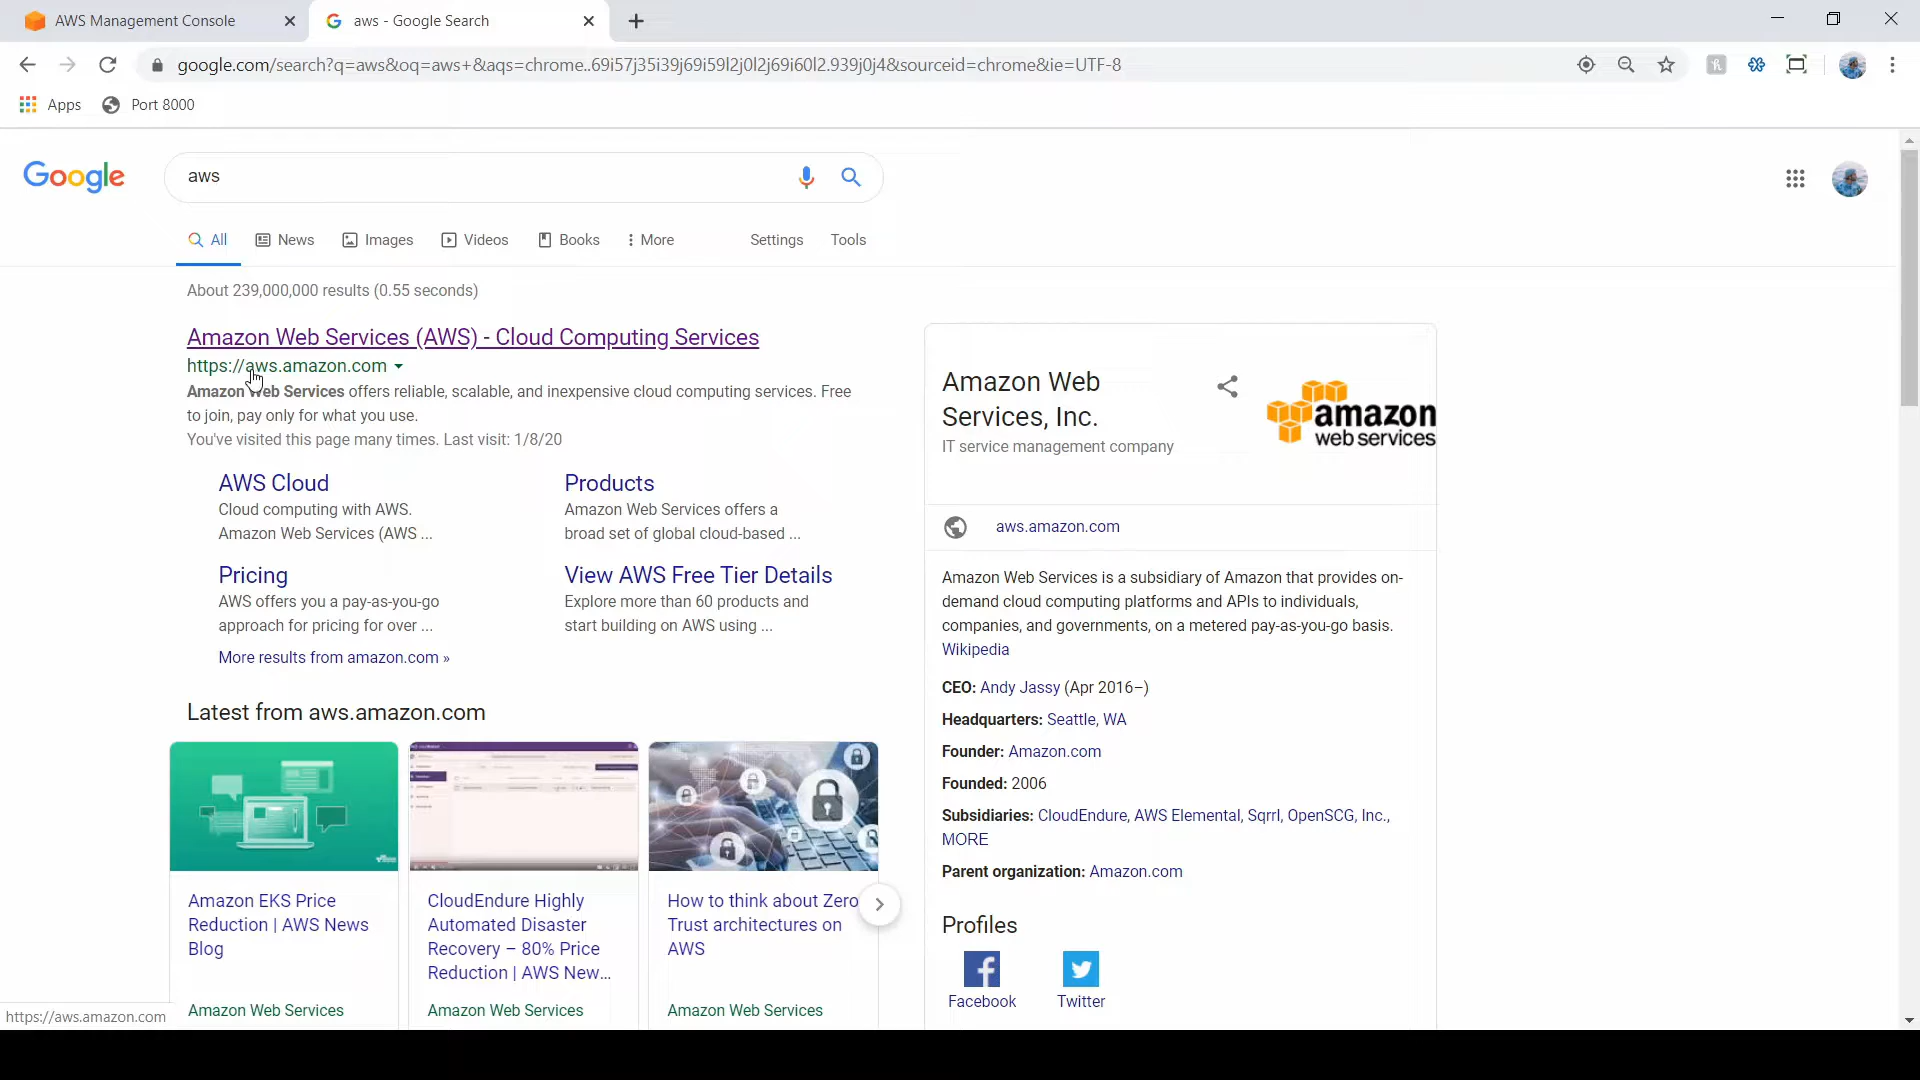 AWS Management Console
aws - Google Search
google.com/search?q=aws&oq=aws+&aqs=chrome..69i57j35i39j69i59l2j0l2j69i60l2.939j0j4&sourceid=chrome&ie=UTF-8
Apps
Port 8000
Google
aws
All
News
Images
Videos
Books
More
Settings
Tools
About 239,000,000 results (0.55 seconds)
Amazon Web Services (AWS) - Cloud Computing Services
https://aws.amazon.com
Amazon Web Services offers reliable, scalable, and inexpensive cloud computing services. Free
to join, pay only for what you use.
You've visited this page many times. Last visit: 1/8/20
AWS Cloud
Cloud computing with AWS.
Amazon Web Services (AWS ...
Products
Amazon Web Services offers a
broad set of global cloud-based ...
Pricing
AWS offers you a pay-as-you-go
approach for pricing for over ...
View AWS Free Tier Details
Explore more than 60 products and
start building on AWS using ...
More results from amazon.com »
Latest from aws.amazon.com
Amazon EKS Price
Reduction | AWS News
Blog
Amazon Web Services
CloudEndure Highly
Automated Disaster
Recovery – 80% Price
Reduction | AWS New...
Amazon Web Services
How to think about Zero
Trust architectures on
AWS
Amazon Web Services
Amazon Web
Services, Inc.
IT service management company
amazon
web services
aws.amazon.com
Amazon Web Services is a subsidiary of Amazon that provides on-
demand cloud computing platforms and APIs to individuals,
companies, and governments, on a metered pay-as-you-go basis.
Wikipedia
CEO: Andy Jassy (Apr 2016–)
Headquarters: Seattle, WA
Founder: Amazon.com
Founded: 2006
Subsidiaries: CloudEndure, AWS Elemental, Sqrrl, OpenSCG, Inc.,
MORE
Parent organization: Amazon.com
Profiles
Facebook
Twitter
https://aws.amazon.com